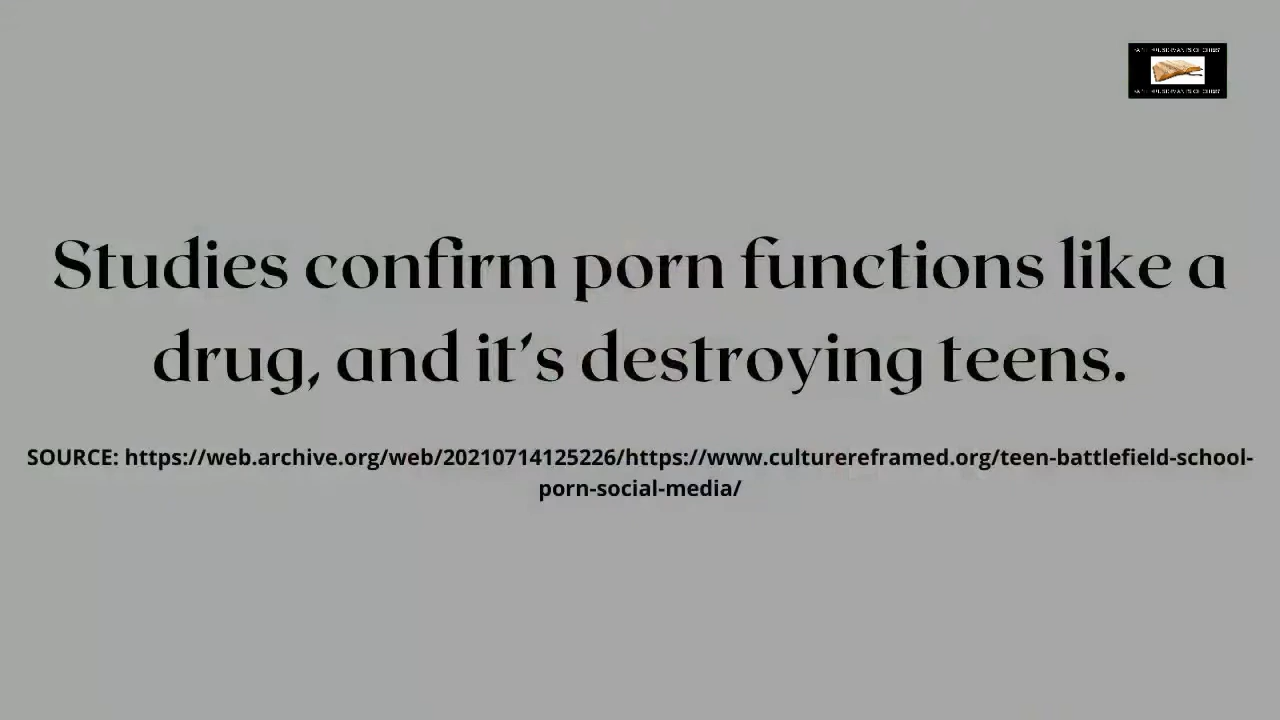 Studies confirm porn functions like a
drug, and it's destroying teens.
SOURCE: https://web.archive.org/web/20210714125226/https://www.culturereframed.org/teen-battlefield-school-
porn-social-media/